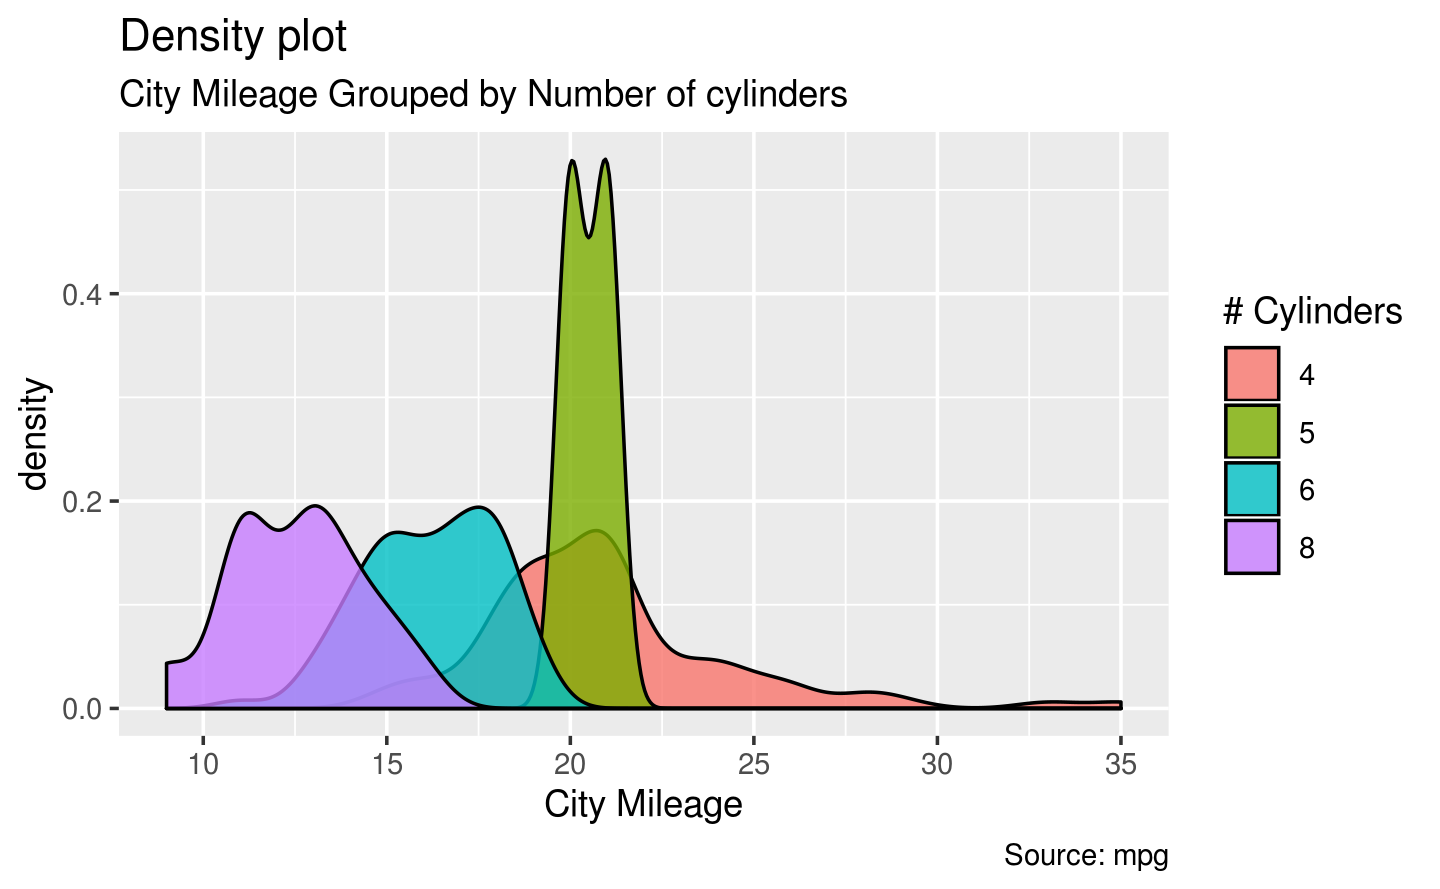 Density plot
City Mileage Grouped by Number of cylinders
density
0.4
0.2
0.0
10 15 20 25 30 35
City Mileage
# Cylinders
4
5
6
8
Source: mpg